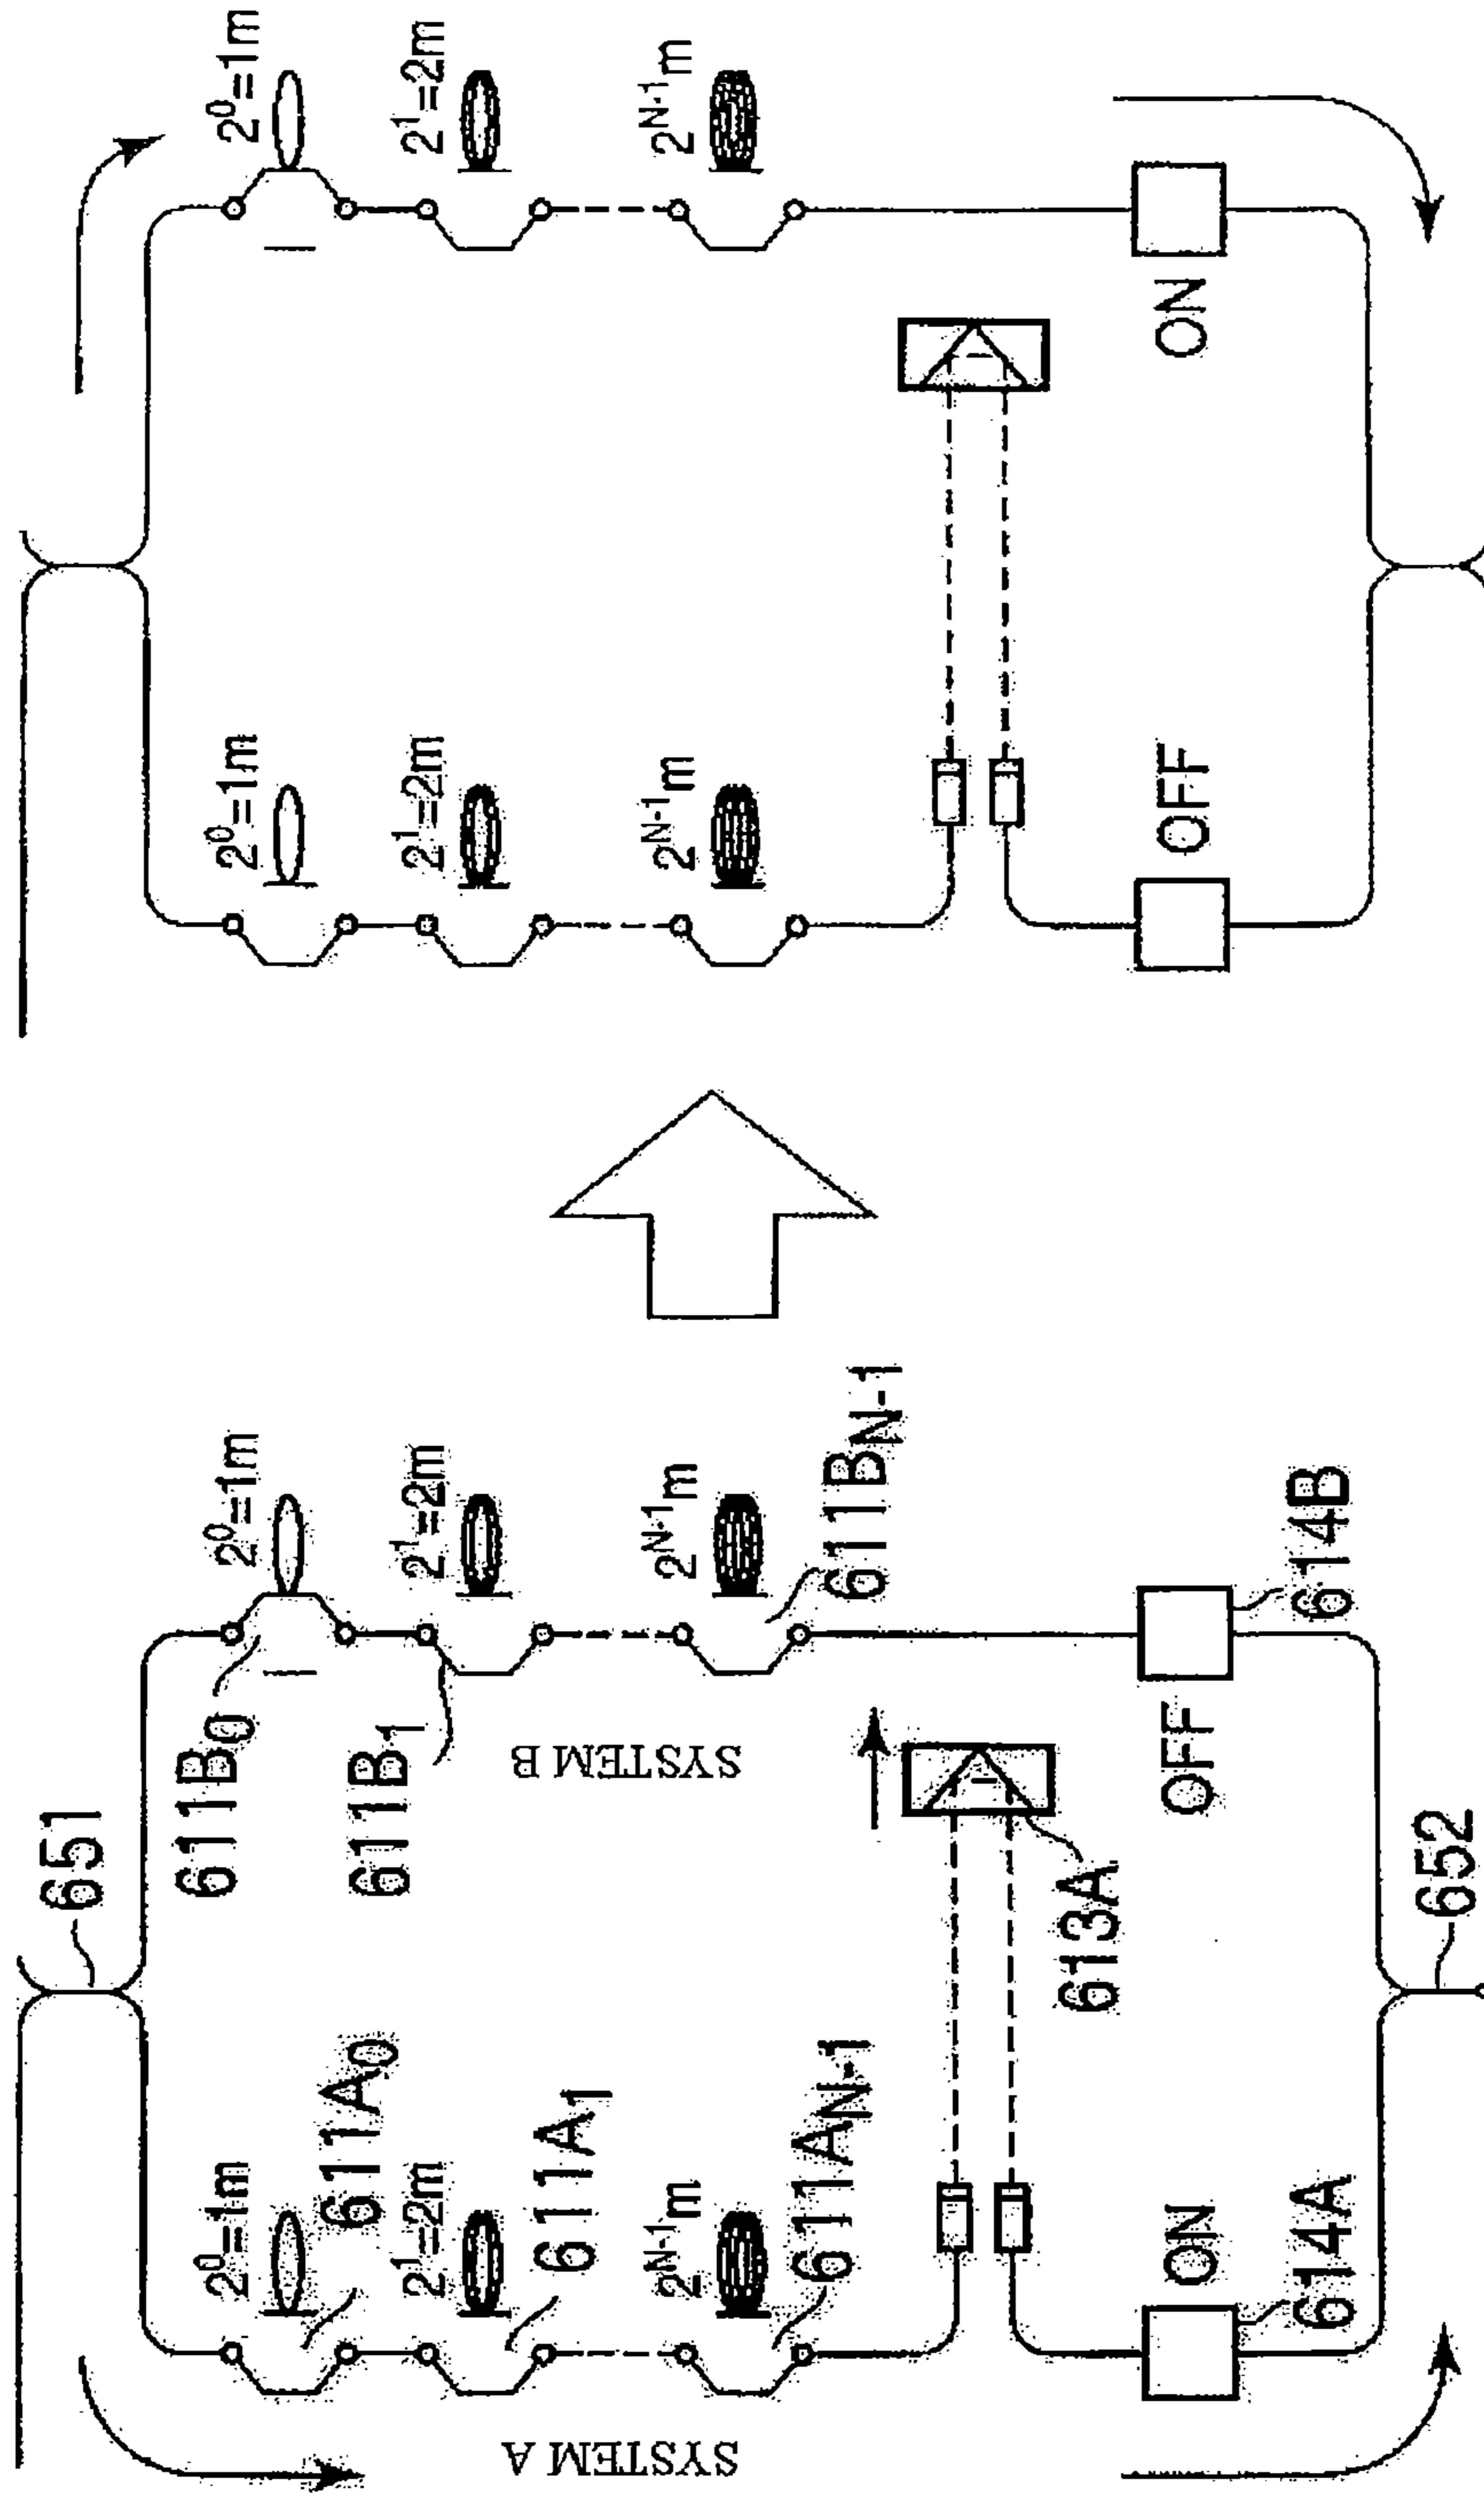 651
652
SYSTEM A
2⁰=1m
611A0
2¹=2m
611A1
2ᴺ⁻¹m
611AN-1
613A
ON
614A
SYSTEM B
2⁰=1m
611B0
2¹=2m
611B1
2ᴺ⁻¹m
611BN-1
OFF
614B
2⁰=1m
2¹=2m
2ᴺ⁻¹m
OFF
2⁰=1m
2¹=2m
2ᴺ⁻¹m
ON